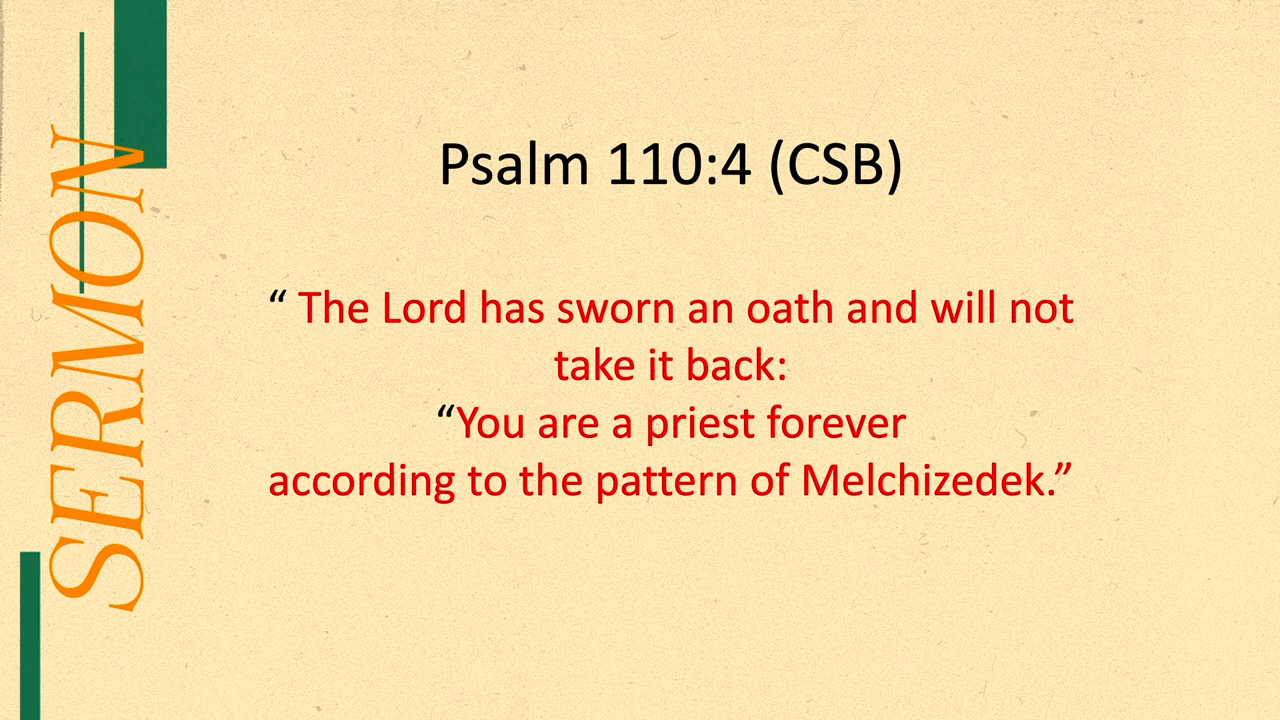 SERMON
Psalm 110:4 (CSB)
“ The Lord has sworn an oath and will not
take it back:
“You are a priest forever
according to the pattern of Melchizedek.”